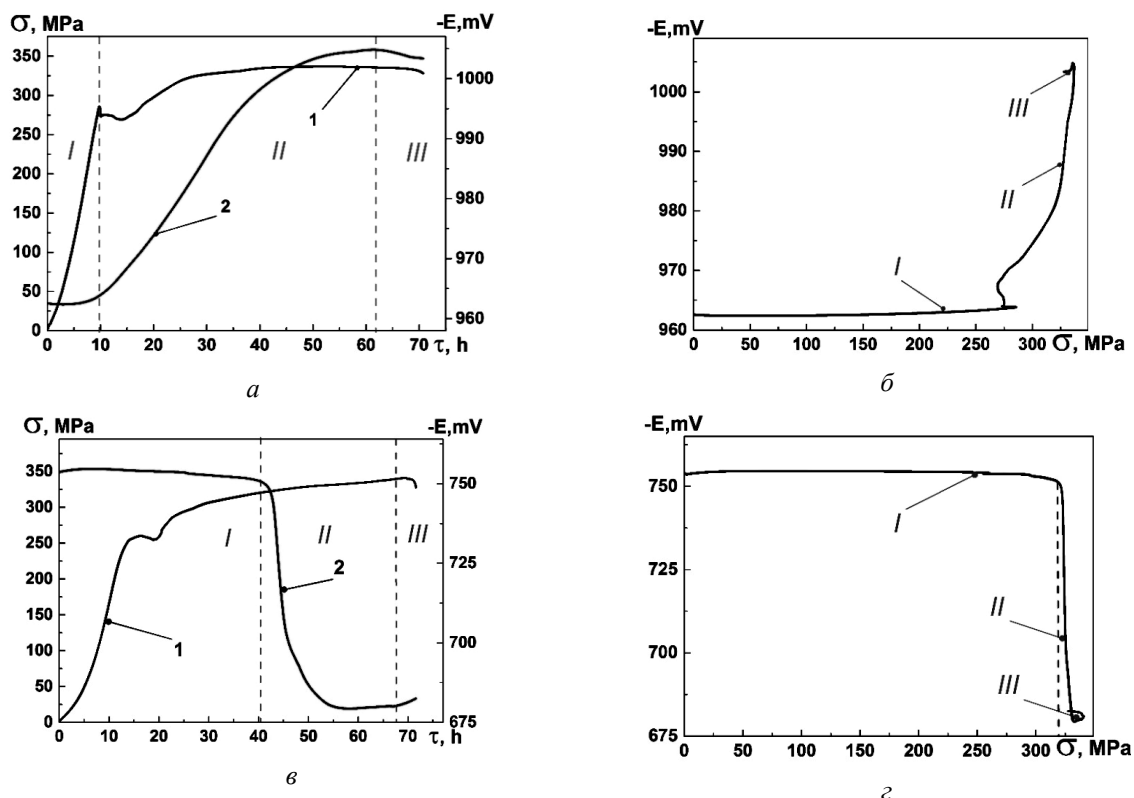 σ, MPa
-E,mV
350
300
250
200
150
100
50
0
1000
990
980
970
960
I
II
III
1
2
0 10 20 30 40 50 60 70
τ, h
а
-E,mV
1000
990
980
970
960
III
II
I
0 50 100 150 200 250 300
σ, MPa
б
σ, MPa
-E,mV
350
300
250
200
150
100
50
0
750
725
700
675
I
II
III
2
1
0 10 20 30 40 50 60 70
τ, h
в
-E,mV
750
725
700
675
I
II
III
0 50 100 150 200 250 300
σ, MPa
г